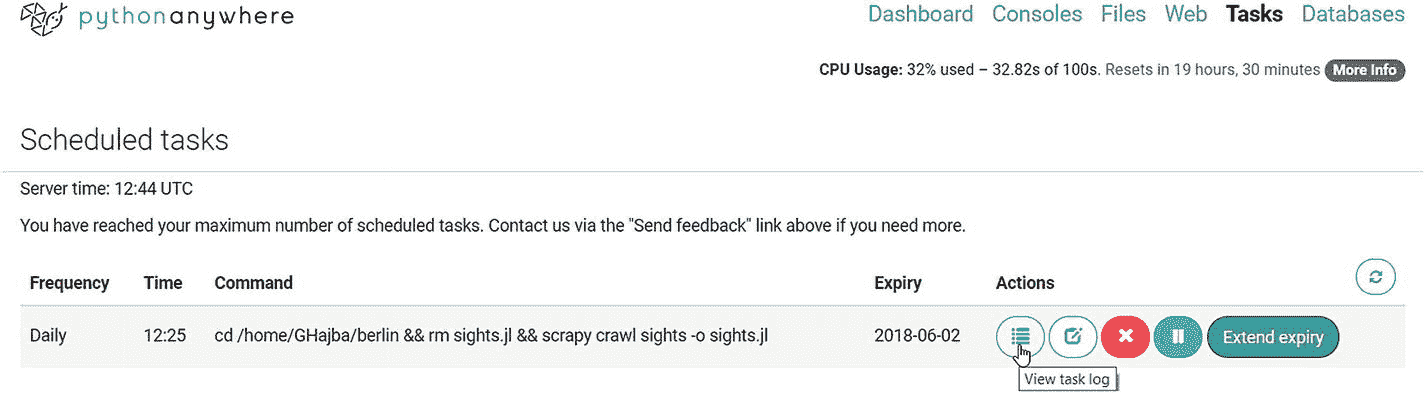 pythonanywhere
Dashboard Consoles Files Web Tasks Databases
CPU Usage: 32% used – 32.82s of 100s. Resets in 19 hours, 30 minutes More Info
Scheduled tasks
Server time: 12:44 UTC
You have reached your maximum number of scheduled tasks. Contact us via the "Send feedback" link above if you need more.
Frequency Time Command Expiry Actions
Daily 12:25 cd /home/GHajba/berlin && rm sights.jl && scrapy crawl sights -o sights.jl 2018-06-02 Extend expiry
View task log